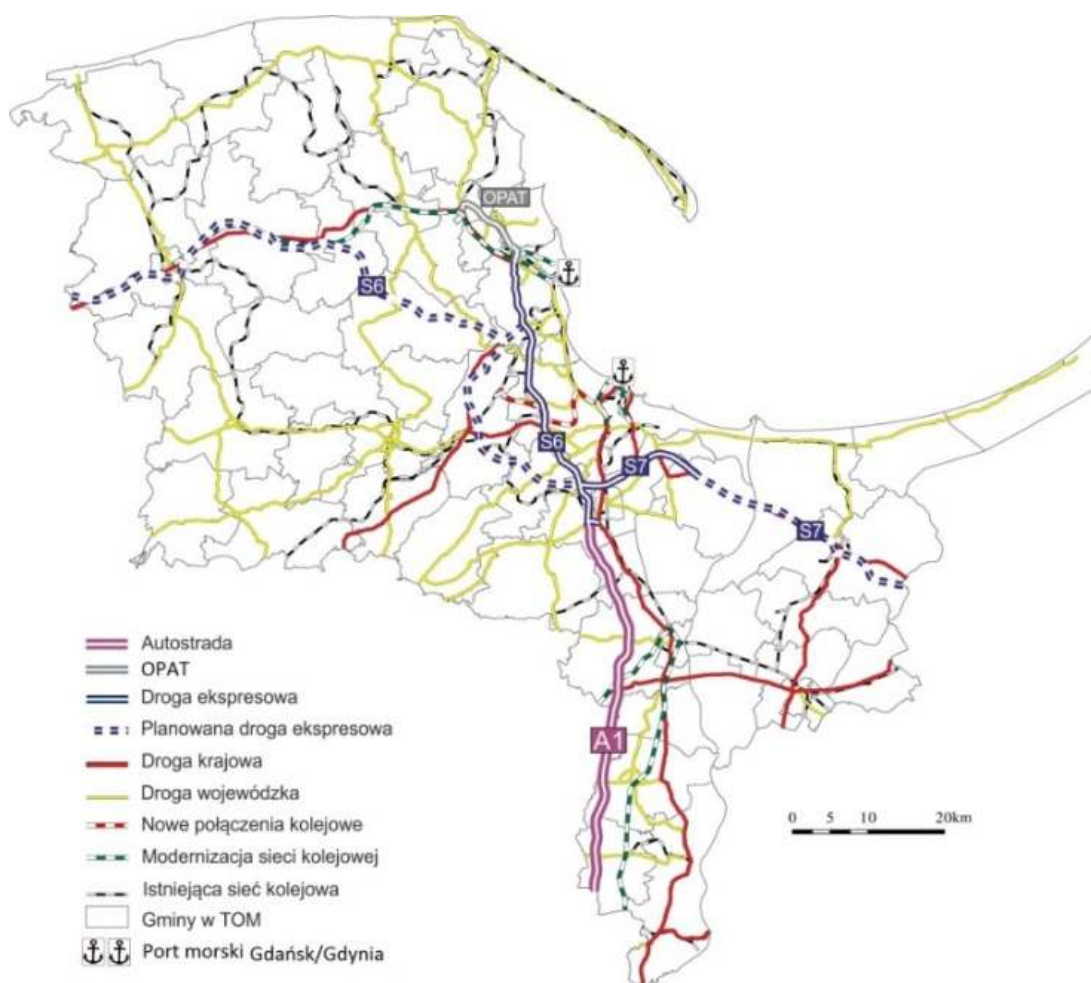 OPAT
S6
S6
S7
S7
A1
Autostrada
OPAT
Droga ekspresowa
Planowana droga ekspresowa
Droga krajowa
Droga wojewódzka
Nowe połączenia kolejowe
Modernizacja sieci kolejowej
Istniejąca sieć kolejowa
Gminy w TOM
Port morski Gdańsk/Gdynia
0 5 10 20km